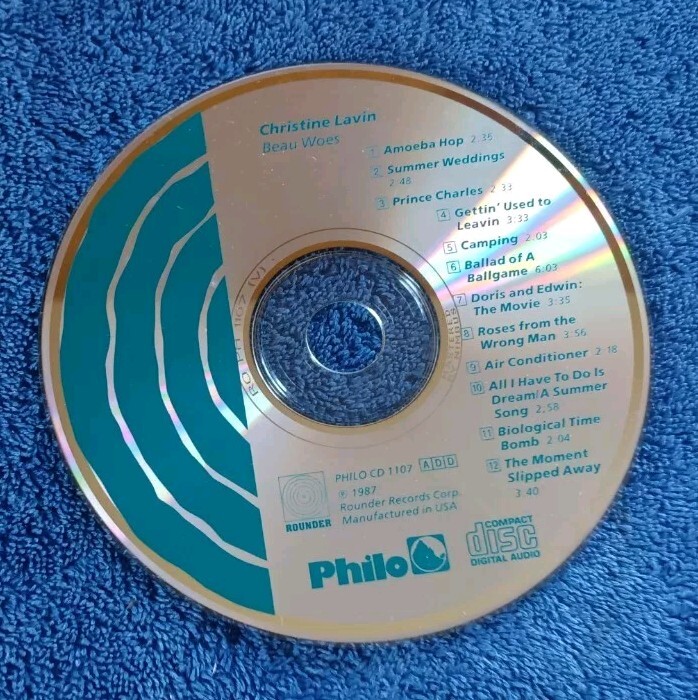 Christine Lavin
Beau Woes
1 Amoeba Hop 2:36
2 Summer Weddings
2:48
3 Prince Charles 2:33
4 Gettin' Used to
Leavin 3:33
5 Camping 2:03
6 Ballad of A
Ballgame 6:03
7 Doris and Edwin:
The Movie 3:35
8 Roses from the
Wrong Man 3:56
9 Air Conditioner 2:18
10 All I Have To Do Is
Dream/A Summer
Song 2:58
11 Biological Time
Bomb 2:04
12 The Moment
Slipped Away
3:40
PHILO CD 1107 ADD
℗ 1987
Rounder Records Corp.
Manufactured in USA
ROUNDER
Philo
COMPACT
disc
DIGITAL AUDIO